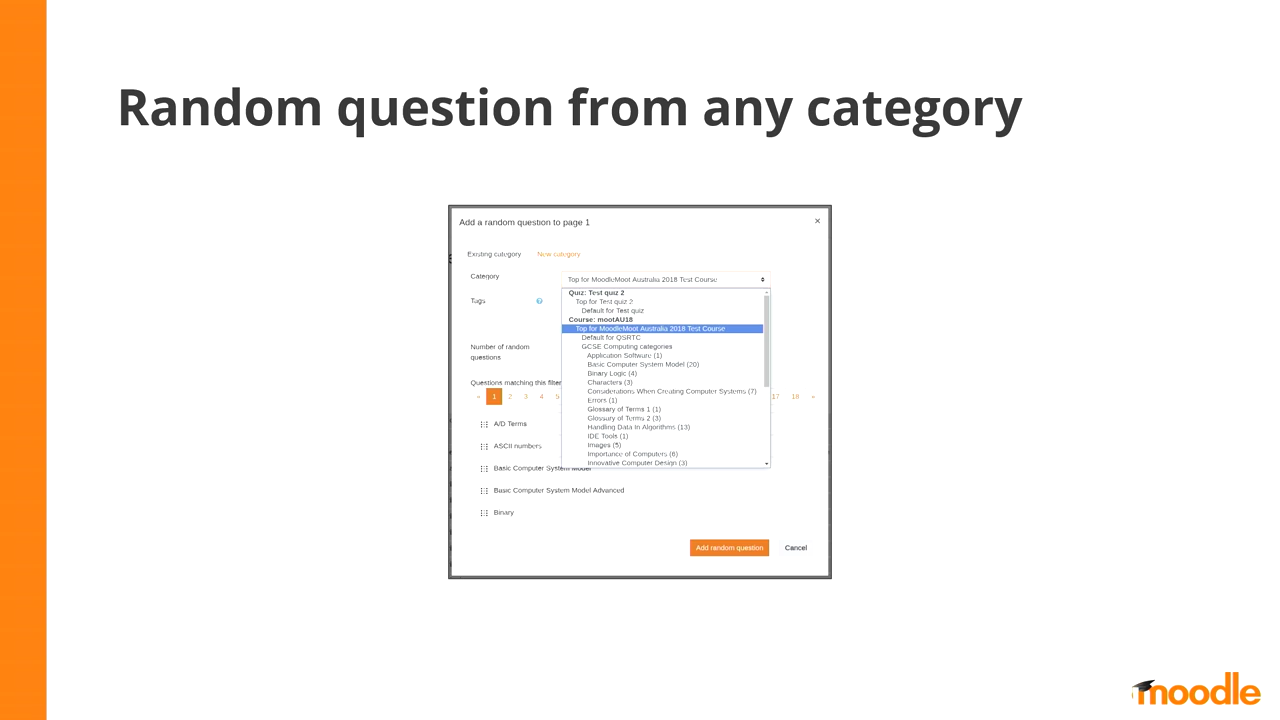 Random question from any category
Add a random question to page 1 ×
Existing category New category
Category
Top for MoodleMoot Australia 2018 Test Course
Tags
Quiz: Test quiz 2
Top for Test quiz 2
Default for Test quiz
Course: mootAU18
Top for MoodleMoot Australia 2018 Test Course
Default for QSRTC
GCSE Computing categories
Application Software (1)
Basic Computer System Model (20)
Binary Logic (4)
Characters (3)
Considerations When Creating Computer Systems (7)
Errors (1)
Glossary of Terms 1 (1)
Glossary of Terms 2 (3)
Handling Data In Algorithms (13)
IDE Tools (1)
Images (5)
Importance of Computers (6)
Innovative Computer Design (3)
Number of random
questions
Questions matching this filter
« 1 2 3 4 5 17 18 »
A/D Terms
ASCII numbers
Basic Computer System Model
Basic Computer System Model Advanced
Binary
Add random question Cancel
moodle